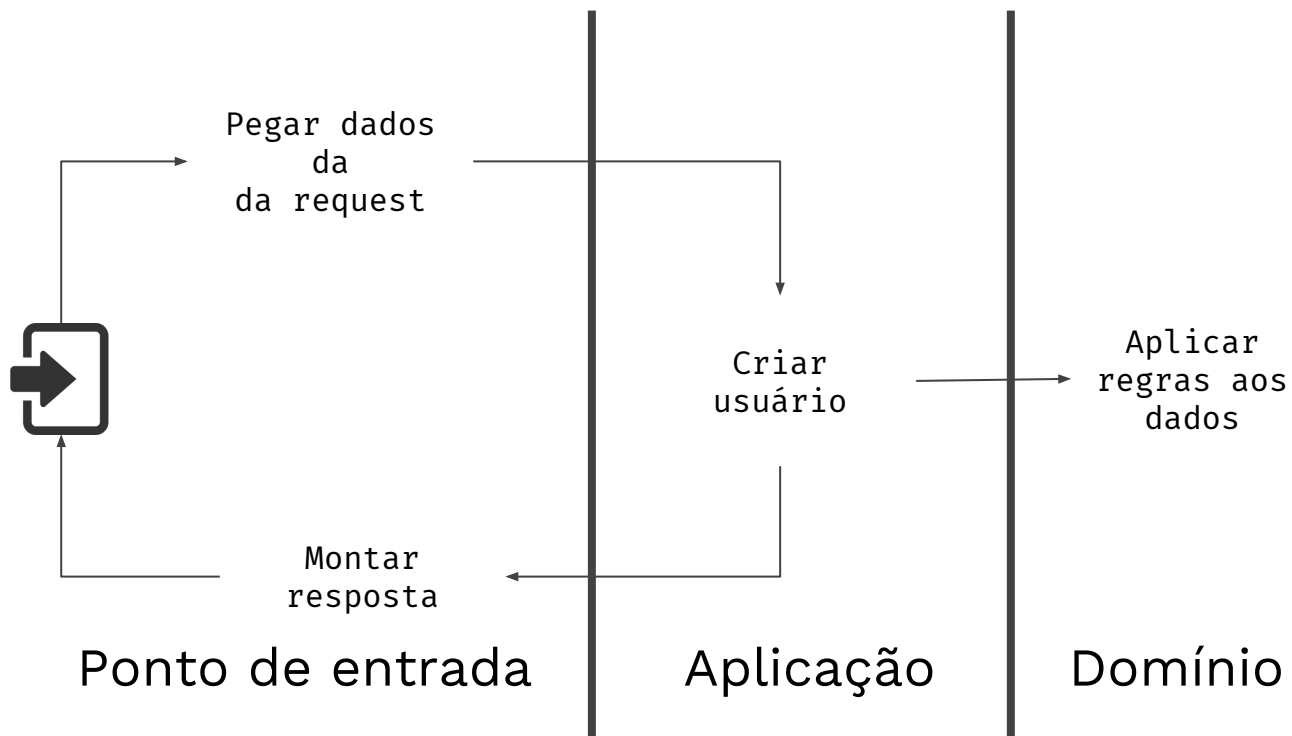 Pegar dados
da
da request
Criar
usuário
Aplicar
regras aos
dados
Montar
resposta
Ponto de entrada
Aplicação
Domínio